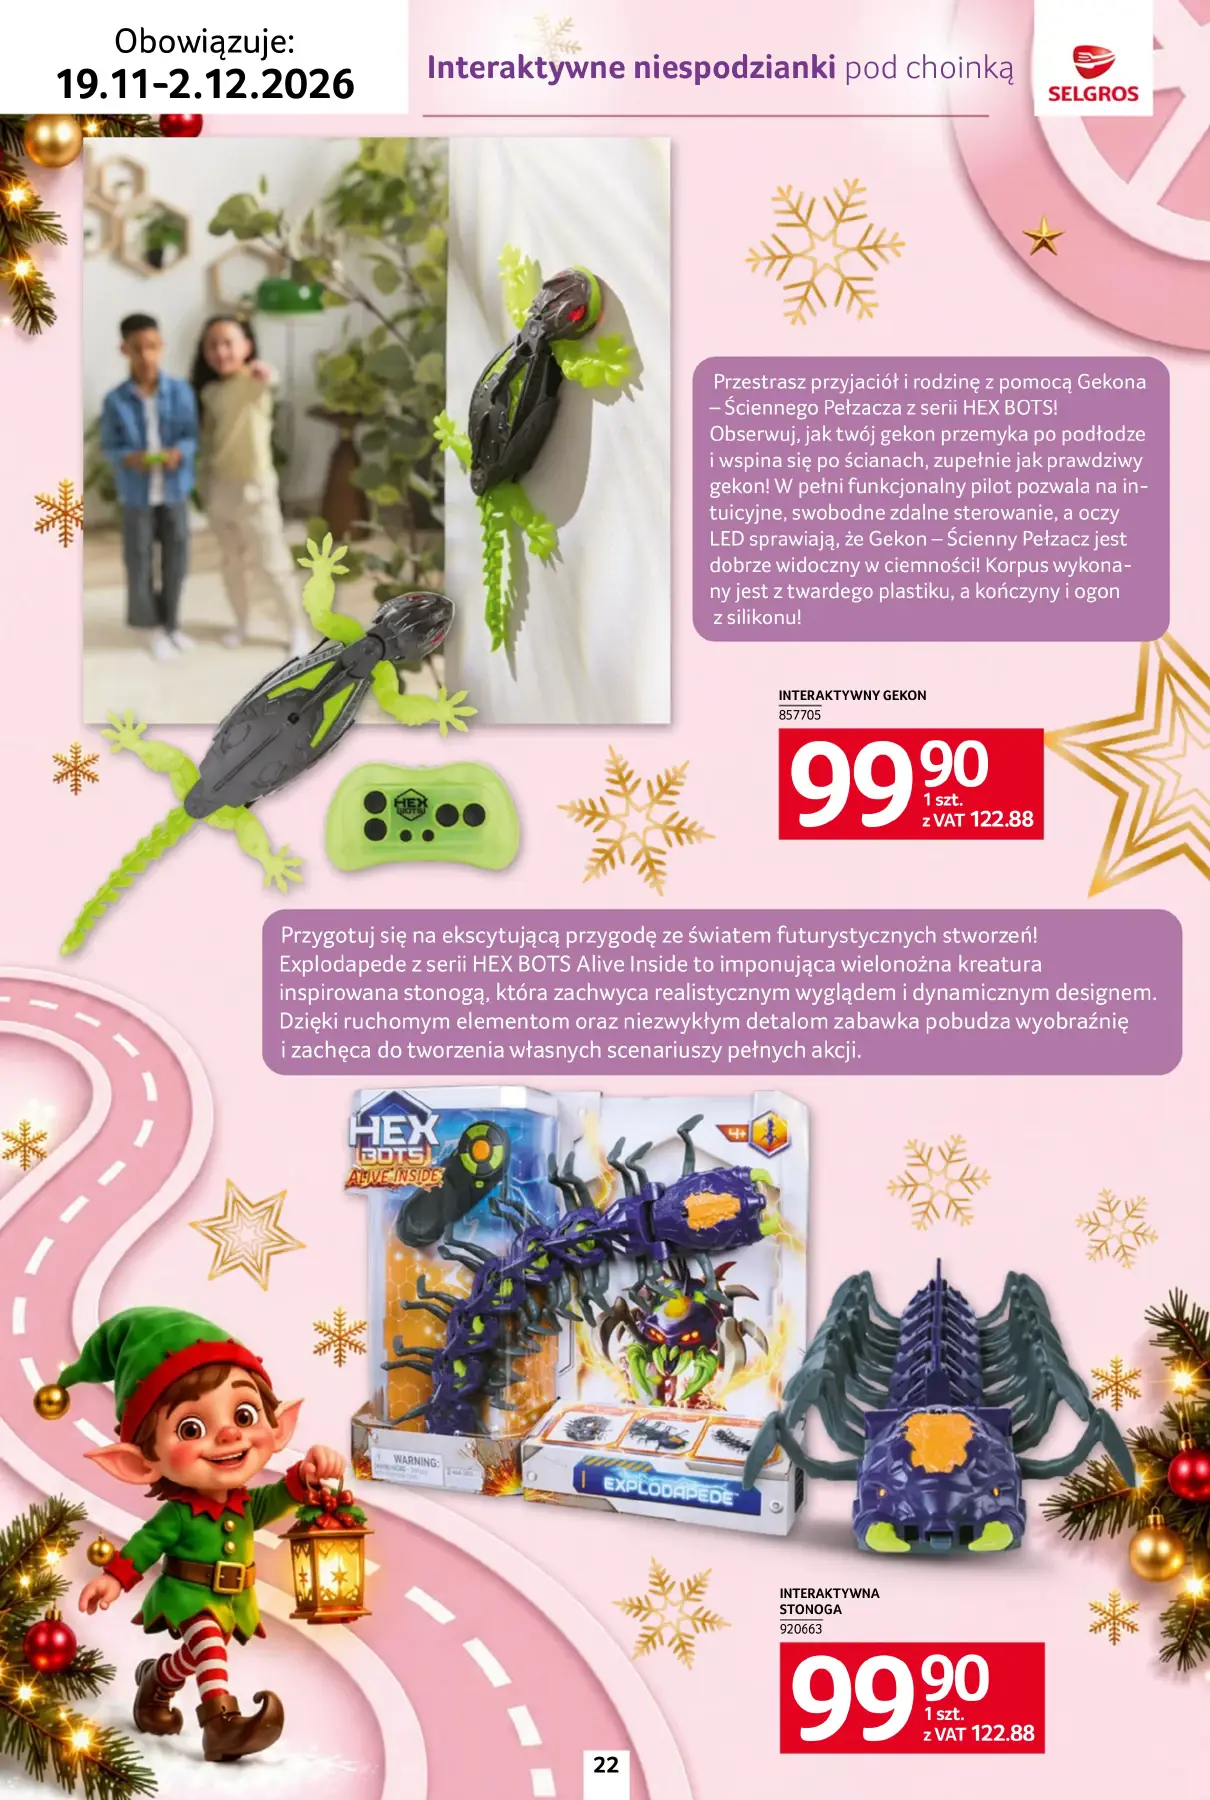 Obowiązuje:
19.11-2.12.2026
Interaktywne niespodzianki pod choinką
SELGROS
Przestrasz przyjaciół i rodzinę z pomocą Gekona
– Ściennego Pełzacza z serii HEX BOTS!
Obserwuj, jak twój gekon przemyka po podłodze
i wspina się po ścianach, zupełnie jak prawdziwy
gekon! W pełni funkcjonalny pilot pozwala na in-
tuicyjne, swobodne zdalne sterowanie, a oczy
LED sprawiają, że Gekon – Ścienny Pełzacz jest
dobrze widoczny w ciemności! Korpus wykona-
ny jest z twardego plastiku, a kończyny i ogon
z silikonu!
INTERAKTYWNY GEKON
857705
99 90
1 szt.
z VAT 122.88
HEX
BOTS
Przygotuj się na ekscytującą przygodę ze światem futurystycznych stworzeń!
Explodapede z serii HEX BOTS Alive Inside to imponująca wielonożna kreatura
inspirowana stonogą, która zachwyca realistycznym wyglądem i dynamicznym designem.
Dzięki ruchomym elementom oraz niezwykłym detalom zabawka pobudza wyobraźnię
i zachęca do tworzenia własnych scenariuszy pełnych akcji.
HEX
BOTS
ALIVE INSIDE
4+
WARNING:
EXPLODAPEDE
INTERAKTYWNA
STONOGA
920663
99 90
1 szt.
z VAT 122.88
22